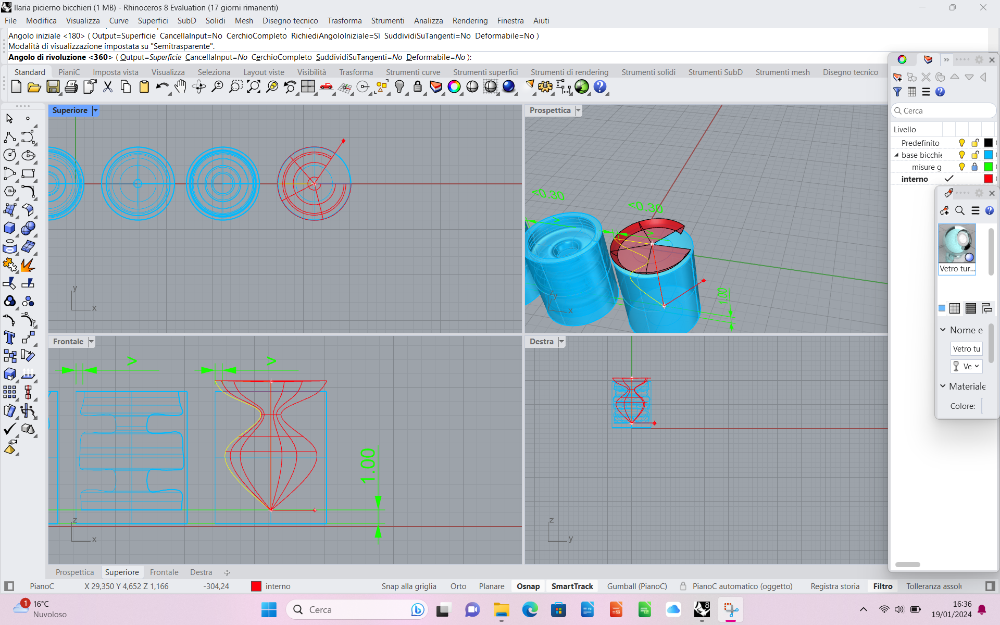 Ilaria picierno bicchieri (1 MB) - Rhinoceros 8 Evaluation (17 giorni rimanenti)
File Modifica Visualizza Curve Superfici SubD Solidi Mesh Disegno tecnico Trasforma Strumenti Analizza Rendering Finestra Aiuti
Angolo iniziale <180> ( Output=Superficie CancellaInput=No CerchioCompleto RichiediAngoloIniziale=Sì SuddividiSuTangenti=No Deformabile=No )
Modalità di visualizzazione impostata su "Semitrasparente".
Angolo di rivoluzione <360> ( Output=Superficie CancellaInput=No CerchioCompleto SuddividiSuTangenti=No Deformabile=No ):
Standard PianiC Imposta vista Visualizza Seleziona Layout viste Visibilità Trasforma Strumenti curve Strumenti superfici Strumenti di rendering Strumenti solidi Strumenti SubD Strumenti mesh Disegno tecnico
Superiore
Prospettica
Cerca
Livello
Predefinito
base bicchie
misure g
interno
<0.30
<0.30
1.00
Vetro tur...
Nome e
Vetro tu
Ve
Materiale
Colore:
y
x
z
y
x
Frontale
Destra
1.00
z
x
z
y
Prospettica Superiore Frontale Destra
PianoC X 29,350 Y 4,652 Z 1,166 -304,24 interno Snap alla griglia Orto Planare Osnap SmartTrack Gumball (PianoC) PianoC automatico (oggetto) Registra storia Filtro Tolleranza assolu
1
16°C
Nuvoloso
Cerca
8
16:36
19/01/2024